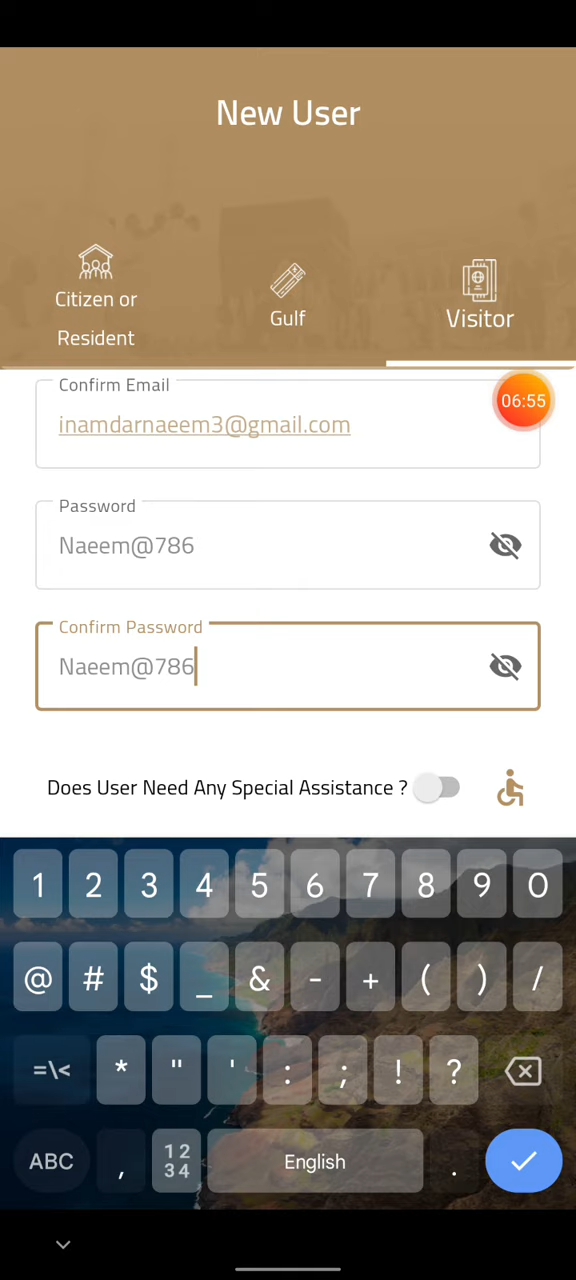 New User
Citizen or
Resident
Gulf
Visitor
Confirm Email
inamdarnaeem3@gmail.com
06:55
Password
Naeem@786
Confirm Password
Naeem@786
Does User Need Any Special Assistance ?
1 2 3 4 5 6 7 8 9 0
@ # $ _ & - + ( ) /
=\< * " ' : ; ! ?
ABC , 12
34 English .